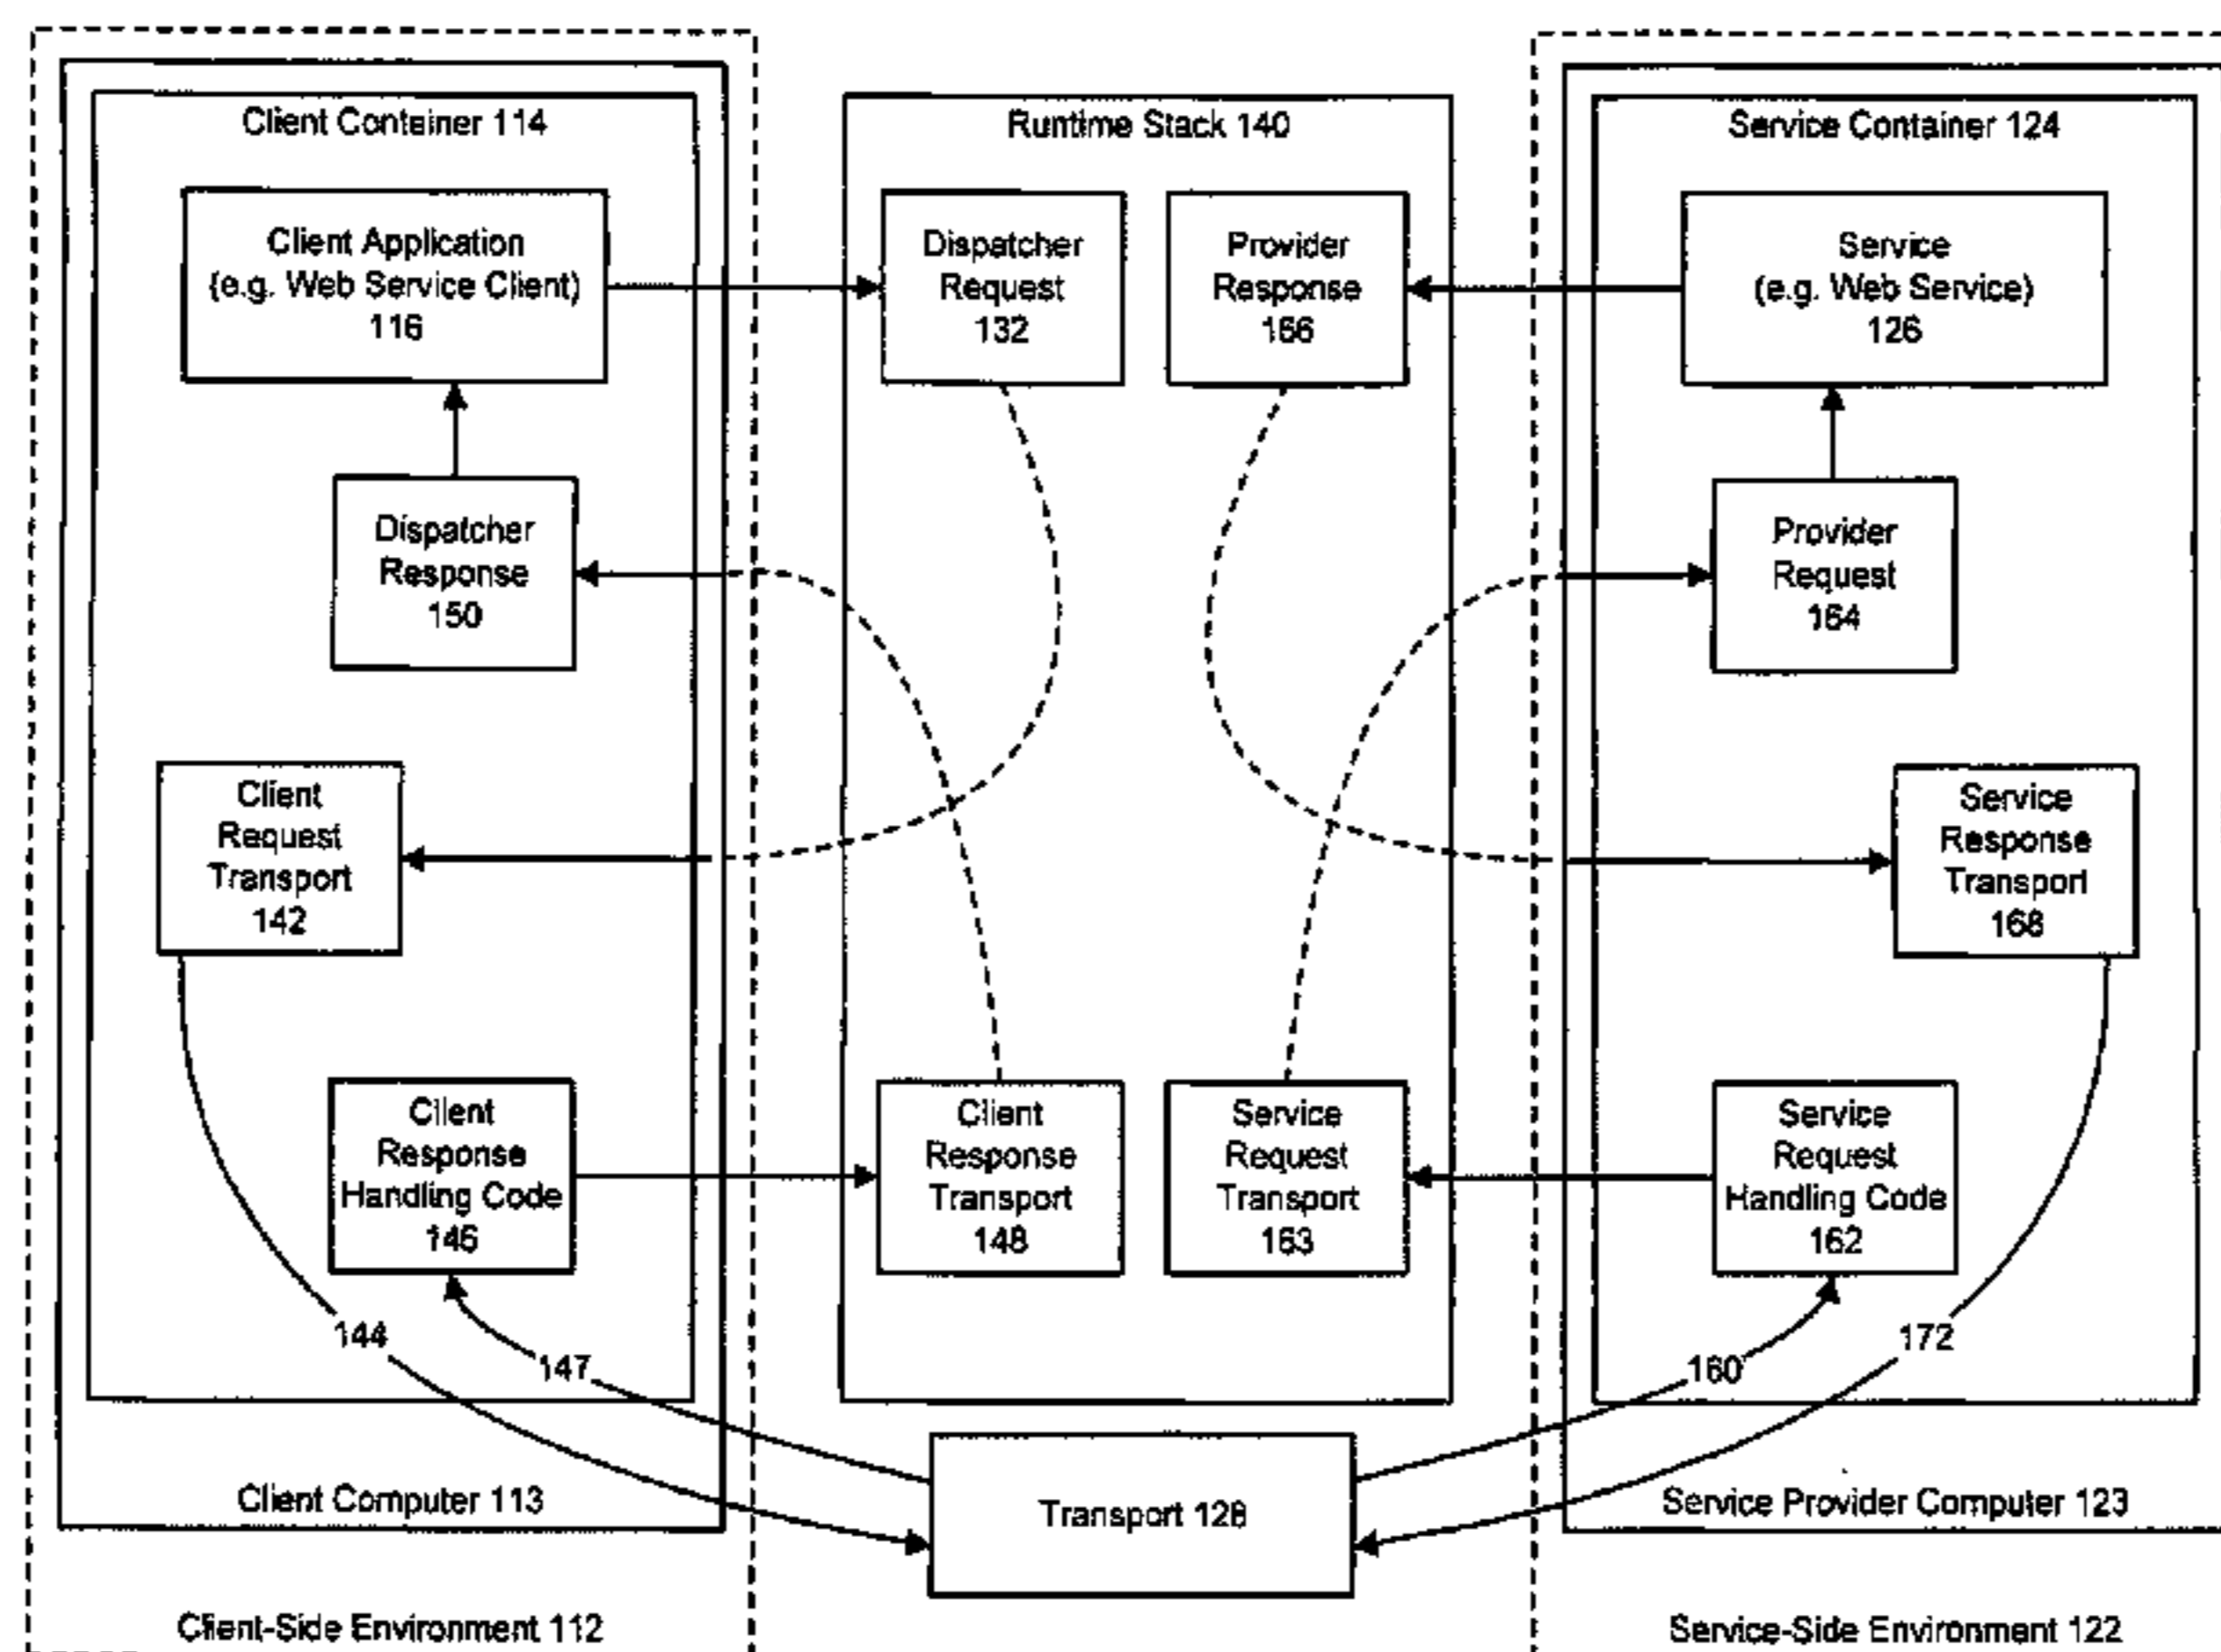 Client Container 114
Client Application
(e.g. Web Service Client)
116
Dispatcher
Response
150
Client
Request
Transport
142
Client
Response
Handling Code
146
144
147
Client Computer 113
Client-Side Environment 112
Runtime Stack 140
Dispatcher
Request
132
Provider
Response
166
Client
Response
Transport
148
Service
Request
Transport
163
Transport 128
Service Container 124
Service
(e.g. Web Service)
126
Provider
Request
164
Service
Response
Transport
168
Service
Request
Handling Code
162
160
172
Service Provider Computer 123
Service-Side Environment 122